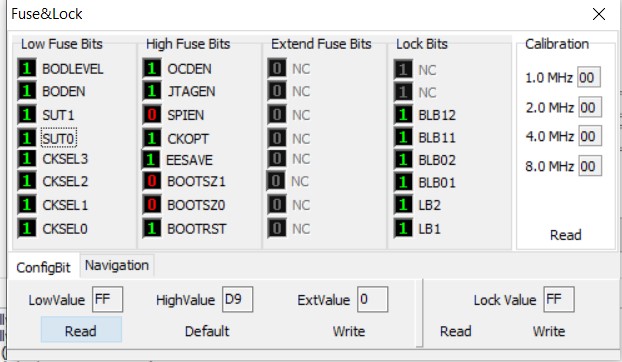 Fuse&Lock
Low Fuse Bits High Fuse Bits Extend Fuse Bits Lock Bits Calibration
1 BODLEVEL 1 OCDEN 0 NC 1 NC 1.0 MHz 00
1 BODEN 1 JTAGEN 0 NC 1 NC 2.0 MHz 00
1 SUT1 0 SPIEN 0 NC 1 BLB12 4.0 MHz 00
1 SUT0 1 CKOPT 0 NC 1 BLB11 8.0 MHz 00
1 CKSEL3 1 EESAVE 0 NC 1 BLB02
1 CKSEL2 0 BOOTSZ1 0 NC 1 BLB01
1 CKSEL1 0 BOOTSZ0 0 NC 1 LB2
1 CKSEL0 1 BOOTRST 0 NC 1 LB1 Read
ConfigBit Navigation
LowValue FF HighValue D9 ExtValue 0 Lock Value FF
Read Default Write Read Write